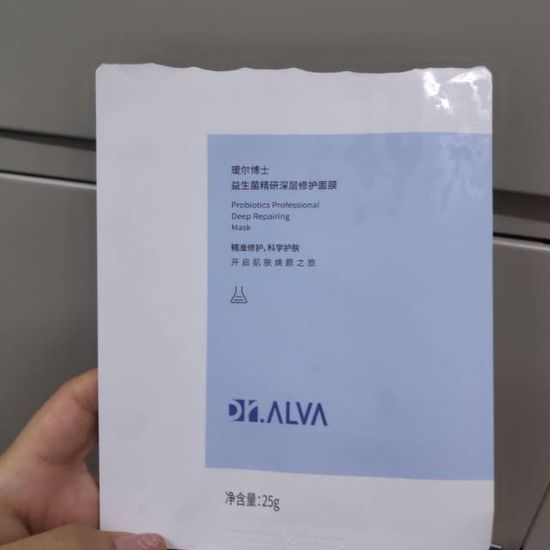 瑷尔博士
益生菌精研深层修护面膜
Probiotics Professional
Deep Repairing
Mask
精准修护,科学护肤
开启肌肤焕颜之旅
DR.ALVA
净含量:25g